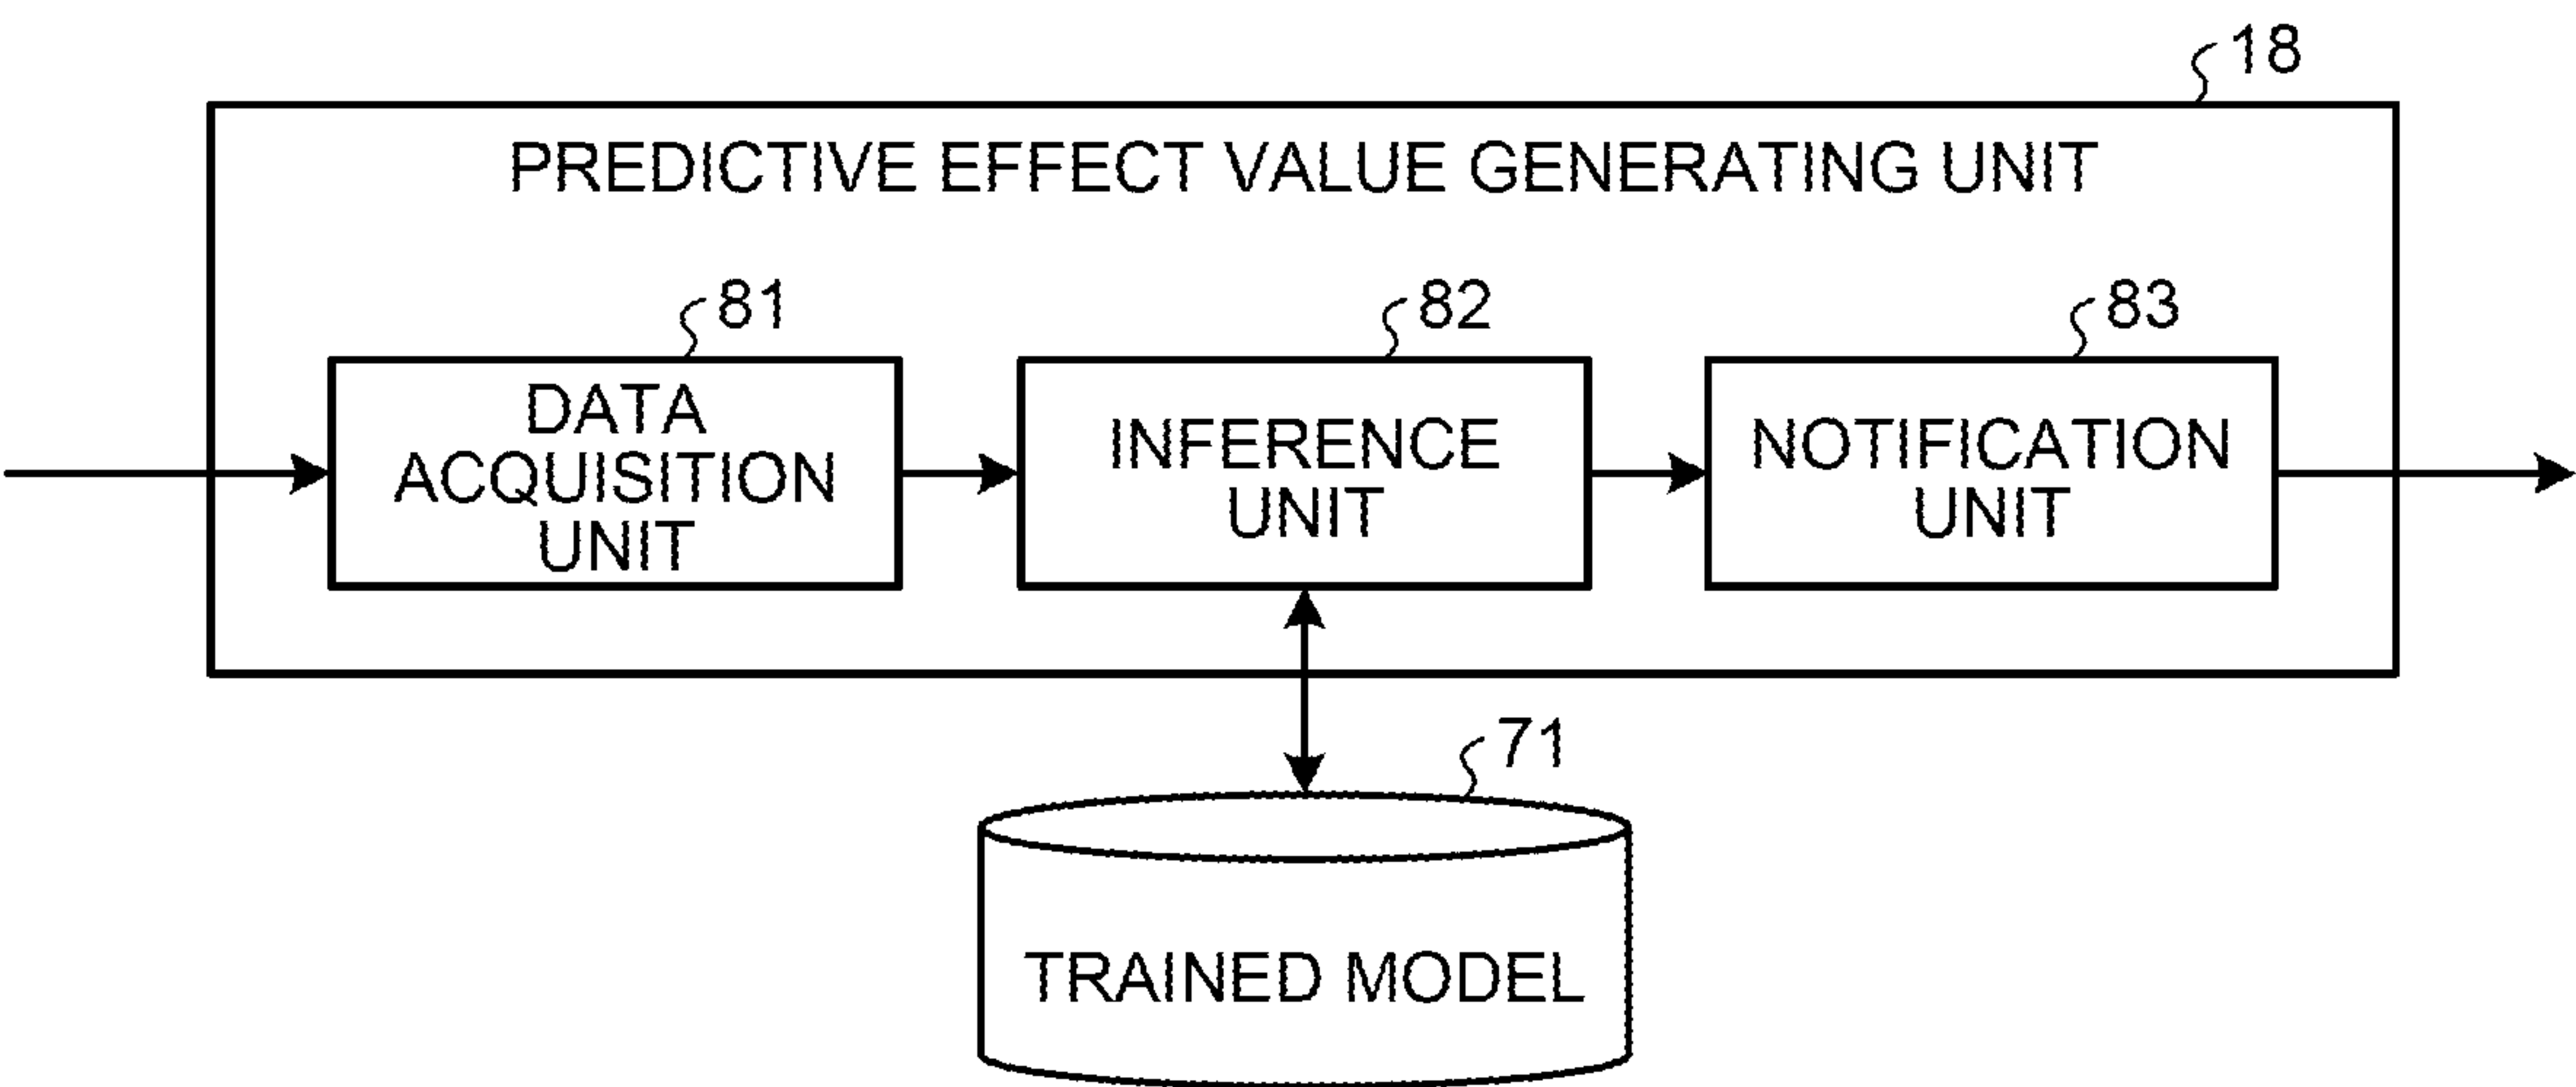 18
PREDICTIVE EFFECT VALUE GENERATING UNIT
81
DATA
ACQUISITION
UNIT
82
INFERENCE
UNIT
83
NOTIFICATION
UNIT
71
TRAINED MODEL